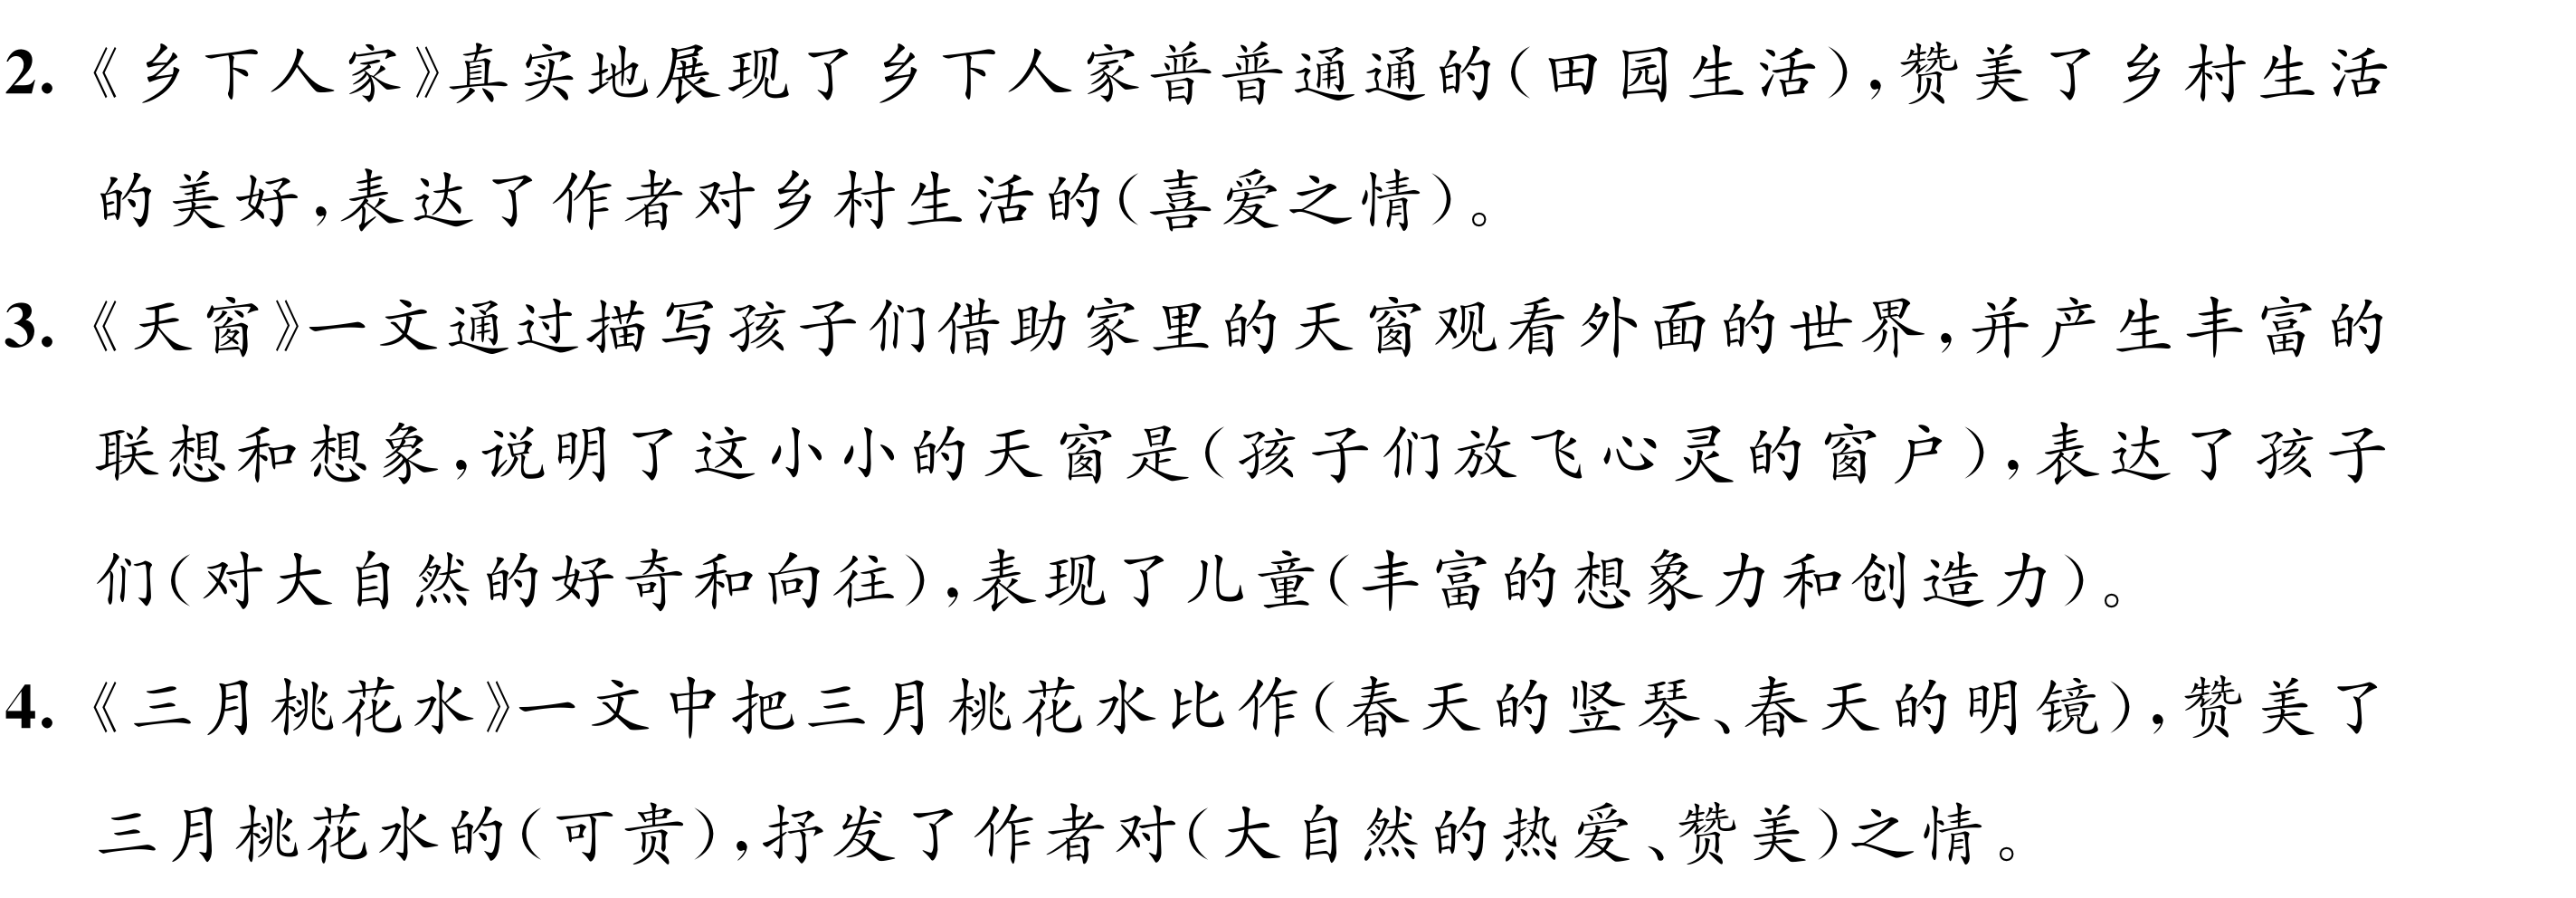 2.《乡下人家》真实地展现了乡下人家普普通通的(田园生活),赞美了乡村生活
的美好,表达了作者对乡村生活的(喜爱之情)。
3.《天窗》一文通过描写孩子们借助家里的天窗观看外面的世界,并产生丰富的
联想和想象,说明了这小小的天窗是(孩子们放飞心灵的窗户),表达了孩子
们(对大自然的好奇和向往),表现了儿童(丰富的想象力和创造力)。
4.《三月桃花水》一文中把三月桃花水比作(春天的竖琴、春天的明镜),赞美了
三月桃花水的(可贵),抒发了作者对(大自然的热爱、赞美)之情。